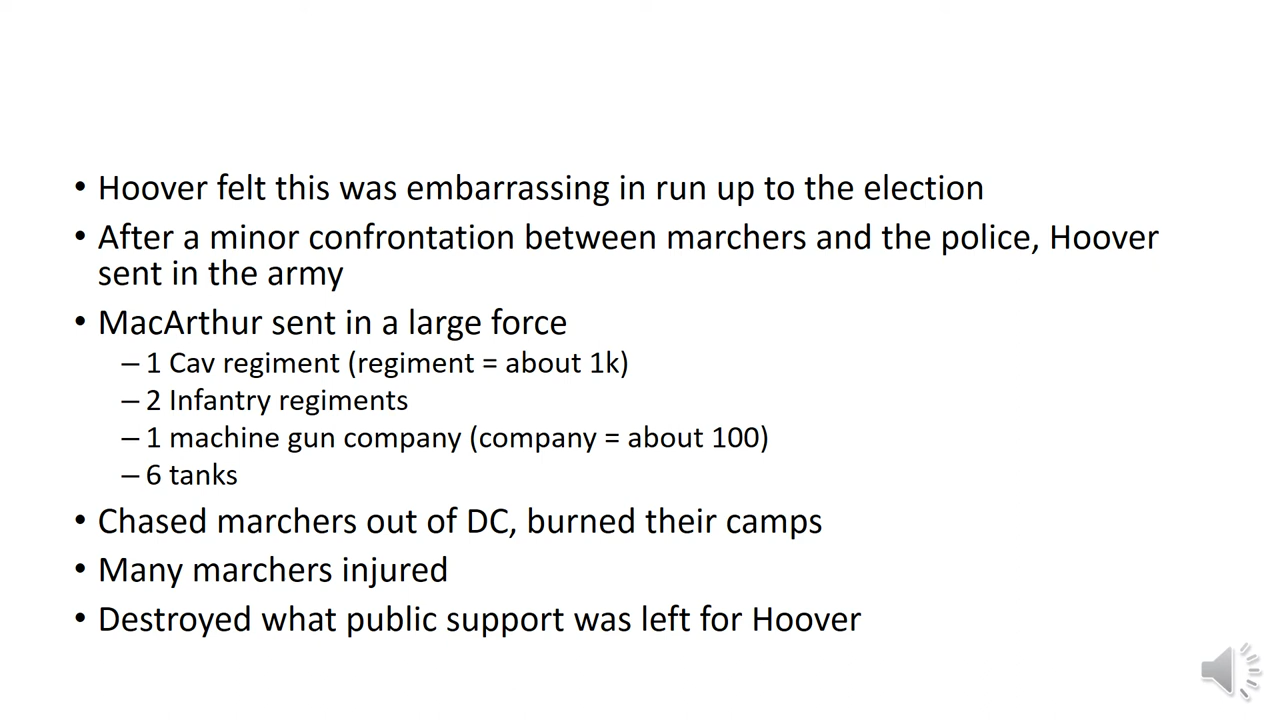 • Hoover felt this was embarrassing in run up to the election
• After a minor confrontation between marchers and the police, Hoover
sent in the army
• MacArthur sent in a large force
– 1 Cav regiment (regiment = about 1k)
– 2 Infantry regiments
– 1 machine gun company (company = about 100)
– 6 tanks
• Chased marchers out of DC, burned their camps
• Many marchers injured
• Destroyed what public support was left for Hoover